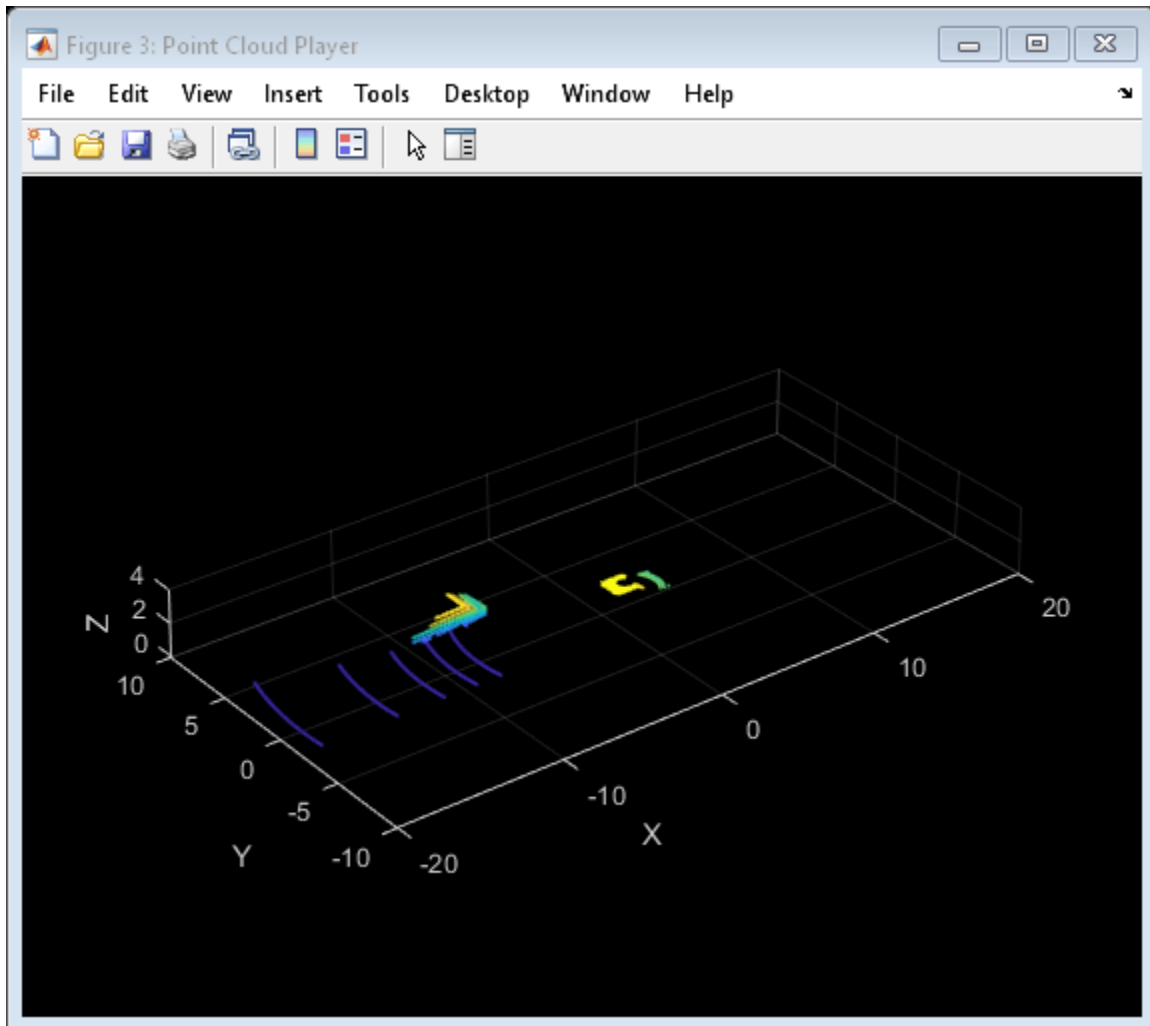 Figure 3: Point Cloud Player
File Edit View Insert Tools Desktop Window Help
4
2
0
Z
10
5
0
-5
-10
Y
-20
-10
0
10
20
X